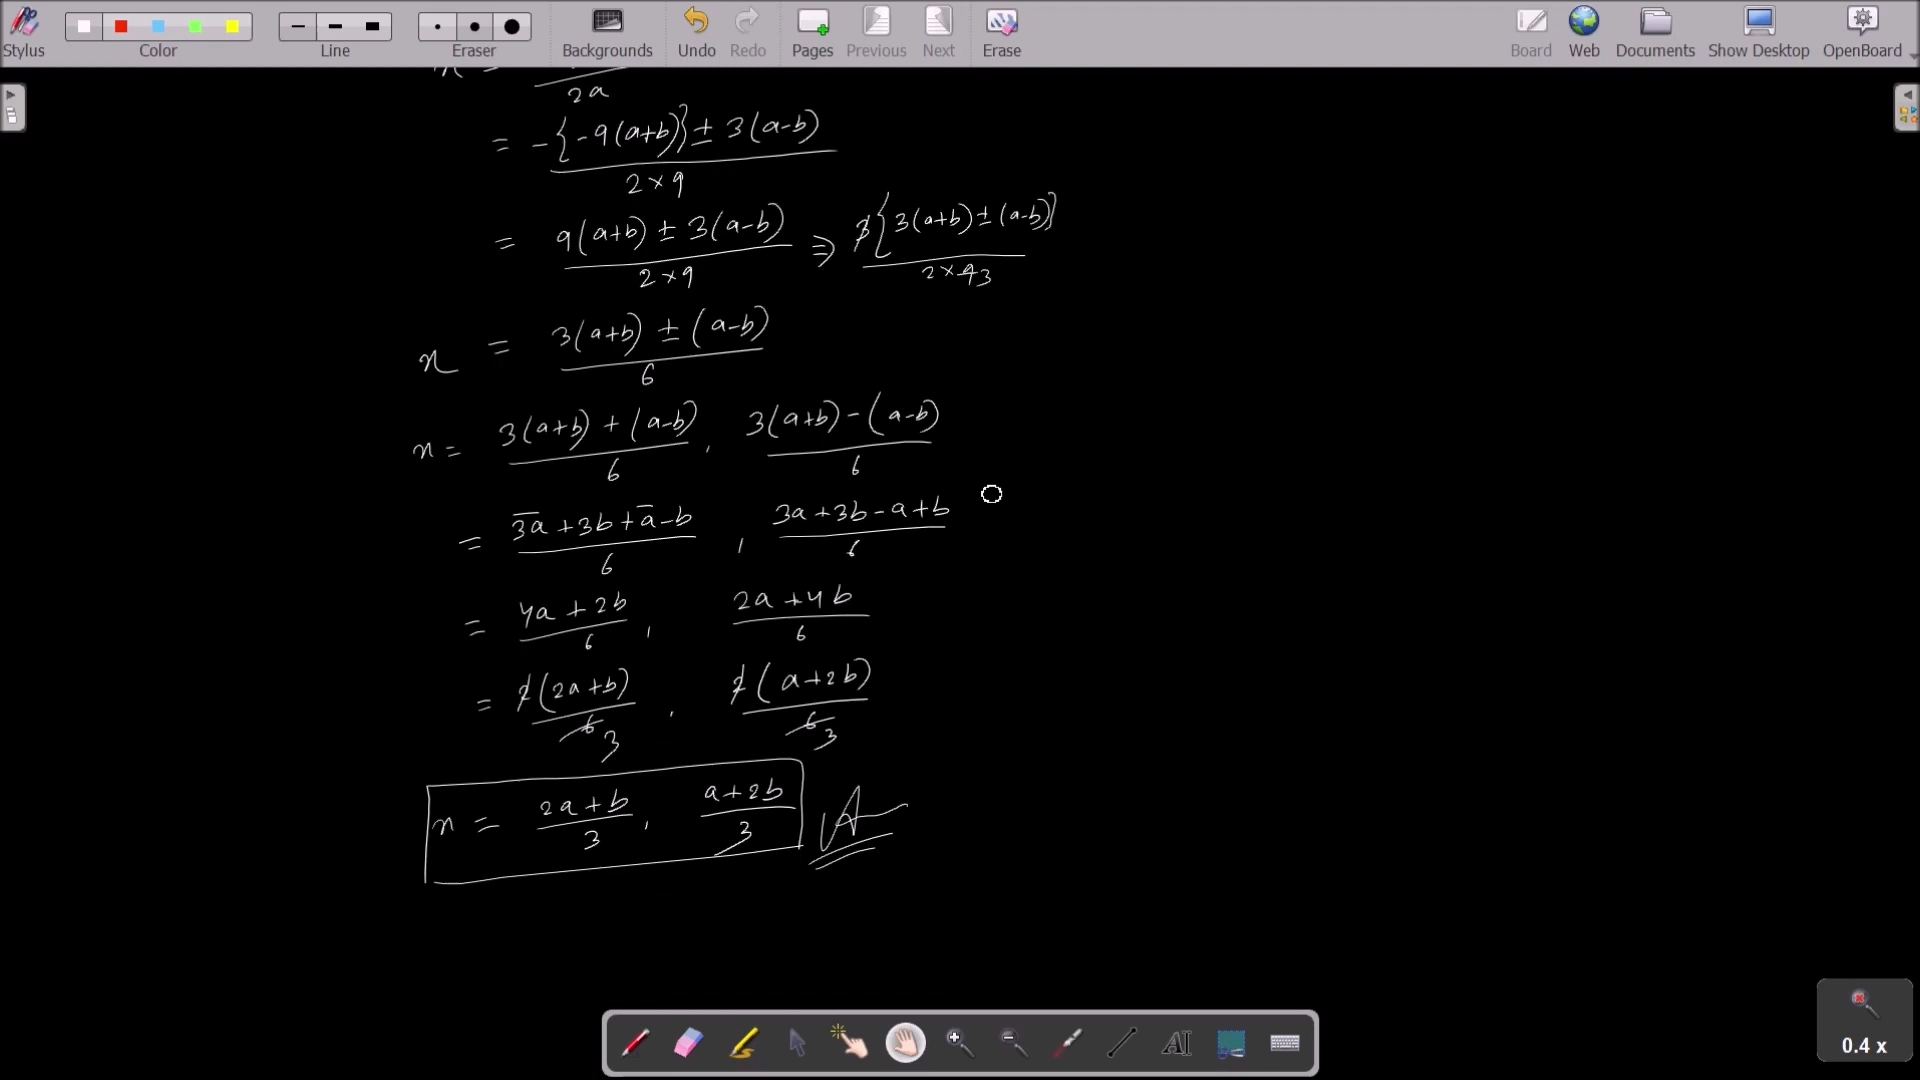 Stylus Color Line Eraser Backgrounds Undo Redo Pages Previous Next Erase Board Web Documents Show Desktop OpenBoard
x = 
2a
= -{-9(a+b)} ± 3(a-b)
2×9
= 9(a+b) ± 3(a-b) ⇒ 3{3(a+b) ± (a-b)}
2×9 2×93
x = 3(a+b) ± (a-b)
6
x = 3(a+b) + (a-b) , 3(a+b) - (a-b)
6 6
= 3a + 3b + a - b , 3a + 3b - a + b
6 6
= 4a + 2b , 2a + 4b
6 6
= 2(2a+b) , 2(a+2b)
6 3 6 3
x = 2a + b , a + 2b
3 3
AI
0.4 x